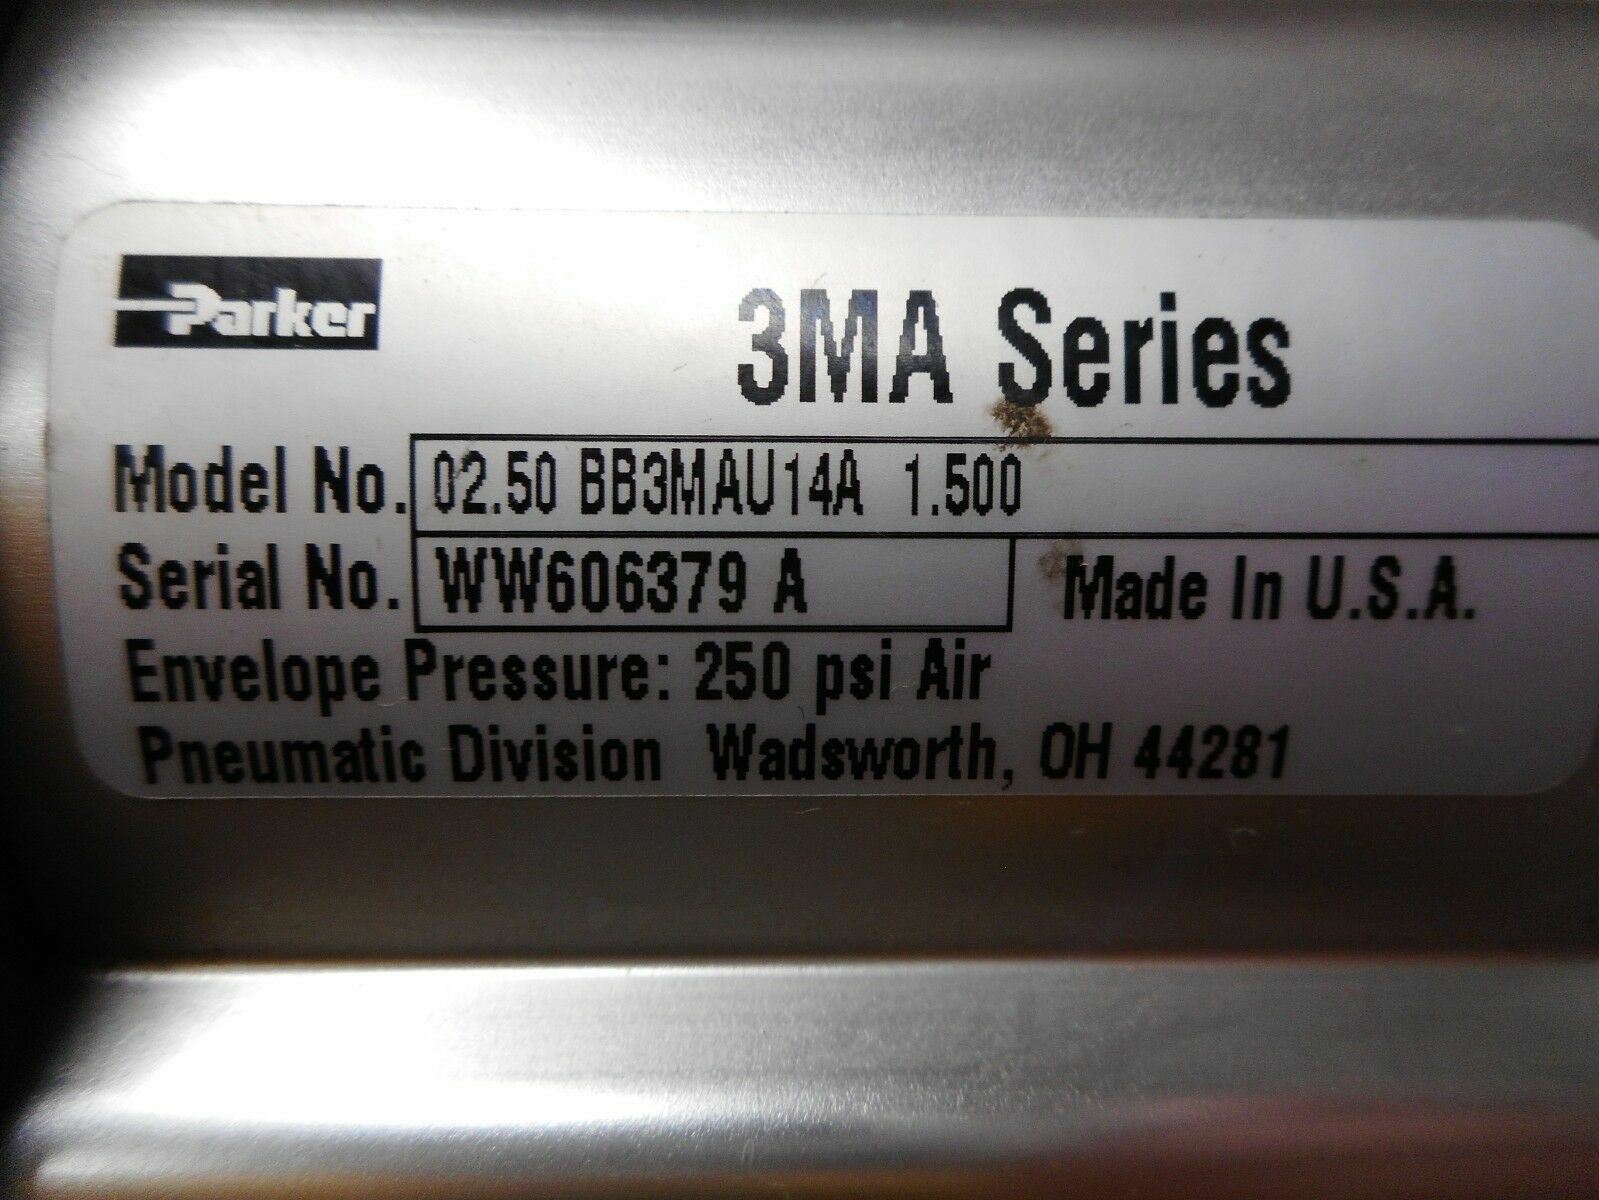 Parker
3MA Series
Model No. 02.50 BB3MAU14A 1.500
Serial No. WW606379 A Made In U.S.A.
Envelope Pressure: 250 psi Air
Pneumatic Division Wadsworth, OH 44281